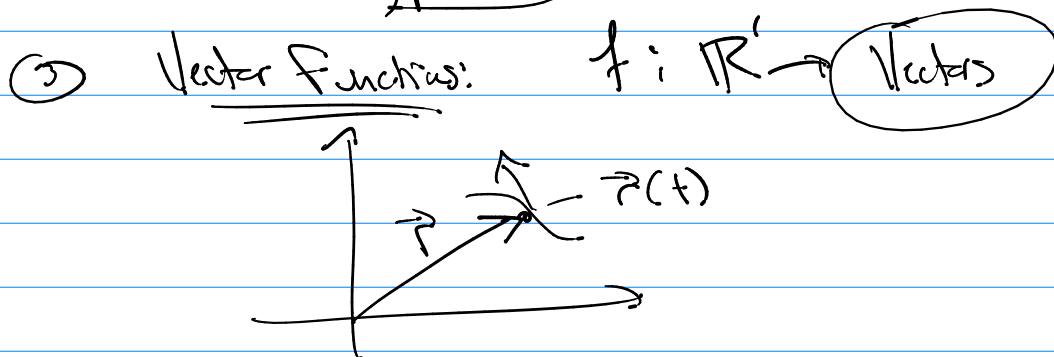 ③ Vector Functions: f : ℝ¹ → Vectors
r⃗(t)
r⃗